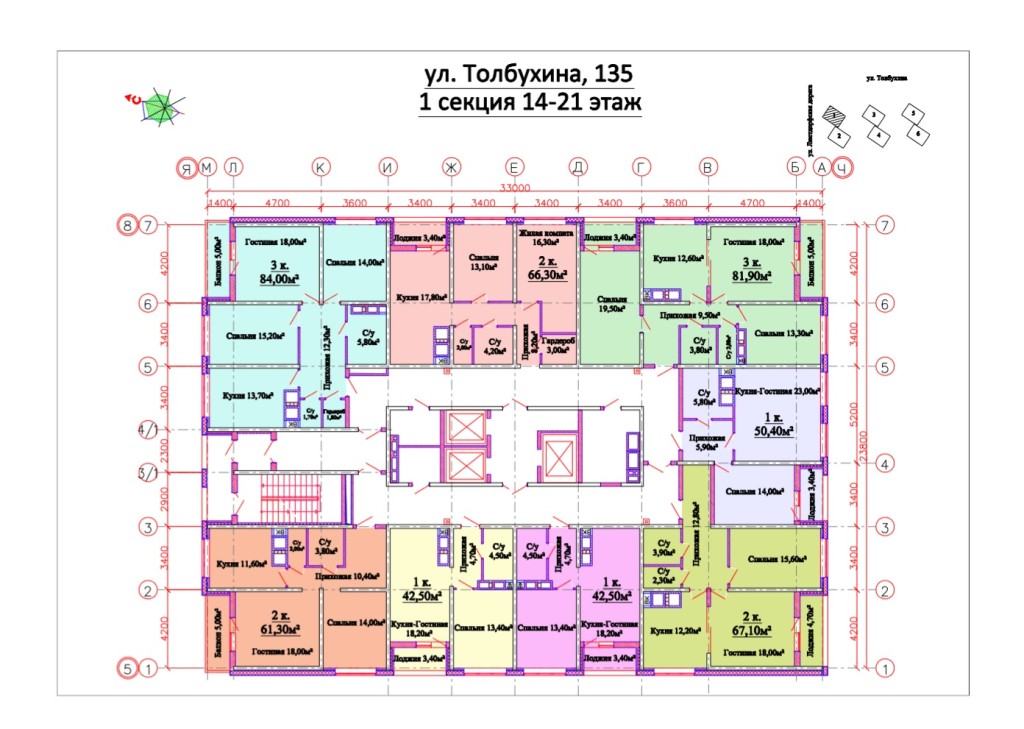 ул. Толбухина, 135
1 секция 14-21 этаж
С
ул. Толбухина
ул. Люстдорфская дорога
1
2
3
4
5
6
Я М Л К И Ж Е Д Г В Б А Ч
33000
1400 4700 3600 3400 3400 3400 3400 3600 4700 1400
8 7
7
4200
6
6
3400
5
5
3400
4/1
2300
3/1
2900
3
3
3400
2
2
4200
5 1
1
4200
3400
5200
23800
4
3400
3400
4200
Балкон 5,00м²
Гостиная 18,00м²
3 к.
84,00м²
Спальня 14,00м²
Спальня 15,20м²
Прихожая 12,30м²
С/у
5,80м²
Кухня 13,70м²
С/у
1,70м²
Гардероб
1,80м²
Лоджия 3,40м²
Кухня 17,80м²
Спальня
13,10м²
Жилая комната
16,30м²
2 к.
66,30м²
С/у
2,00м²
С/у
4,20м²
Прихожая
8,20м²
Гардероб
3,00м²
Лоджия 3,40м²
Спальня
19,50м²
Кухня 12,60м²
Гостиная 18,00м²
3 к.
81,90м²
Балкон 5,00м²
Прихожая 9,50м²
С/у
3,80м²
Спальня 13,30м²
С/у
5,80м²
Кухня-Гостиная 23,00м²
1 к.
50,40м²
Прихожая
5,90м²
Спальня 14,00м²
Лоджия 3,40м²
Кухня 11,60м²
С/у
2,00м²
С/у
3,80м²
Прихожая 10,40м²
2 к.
61,30м²
Гостиная 18,00м²
Балкон 5,00м²
Спальня 14,00м²
Прихожая
4,70м²
С/у
4,50м²
1 к.
42,50м²
Кухня-Гостиная
18,20м²
Спальня 13,40м²
Лоджия 3,40м²
С/у
4,50м²
Прихожая
4,70м²
1 к.
42,50м²
Спальня 13,40м²
Кухня-Гостиная
18,20м²
Лоджия 3,40м²
Прихожая 12,80м²
С/у
3,90м²
С/у
2,30м²
Спальня 15,60м²
Кухня 12,20м²
2 к.
67,10м²
Гостиная 18,00м²
Лоджия 4,70м²